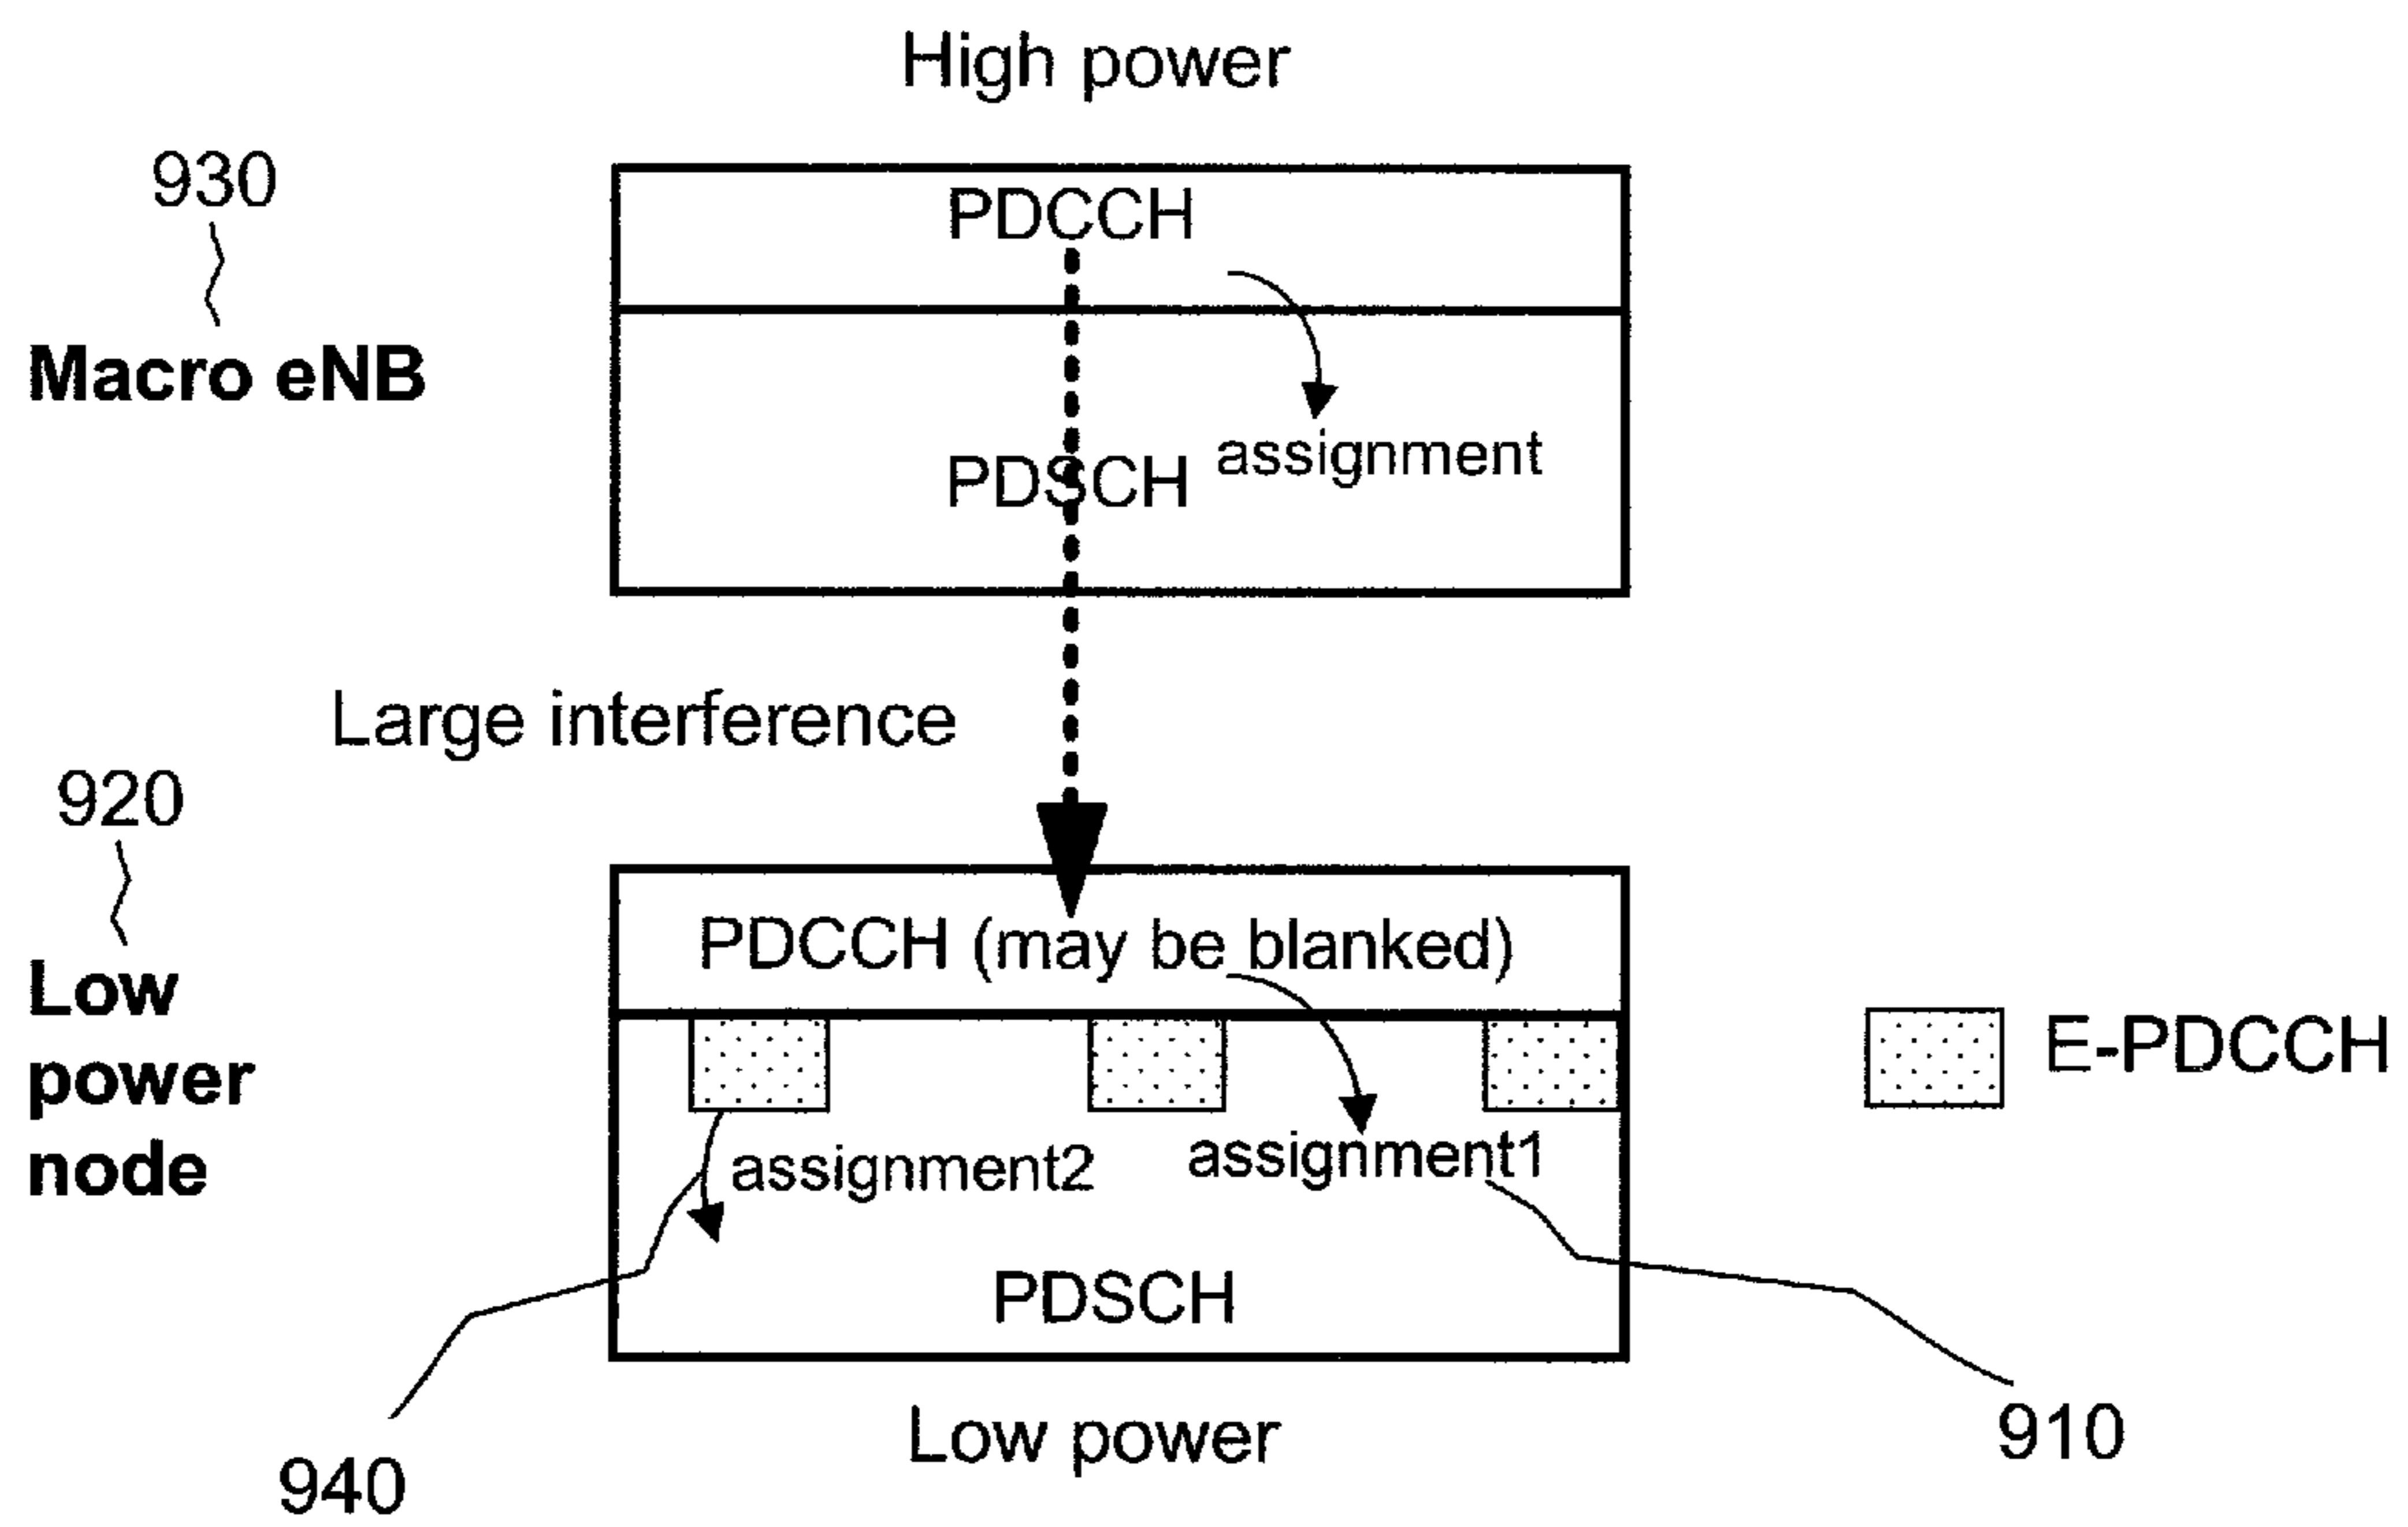 High power
930
PDCCH
Macro eNB
assignment
PDSCH
Large interference
920
PDCCH (may be blanked)
Low
power
node
E-PDCCH
assignment2
assignment1
PDSCH
Low power
910
940